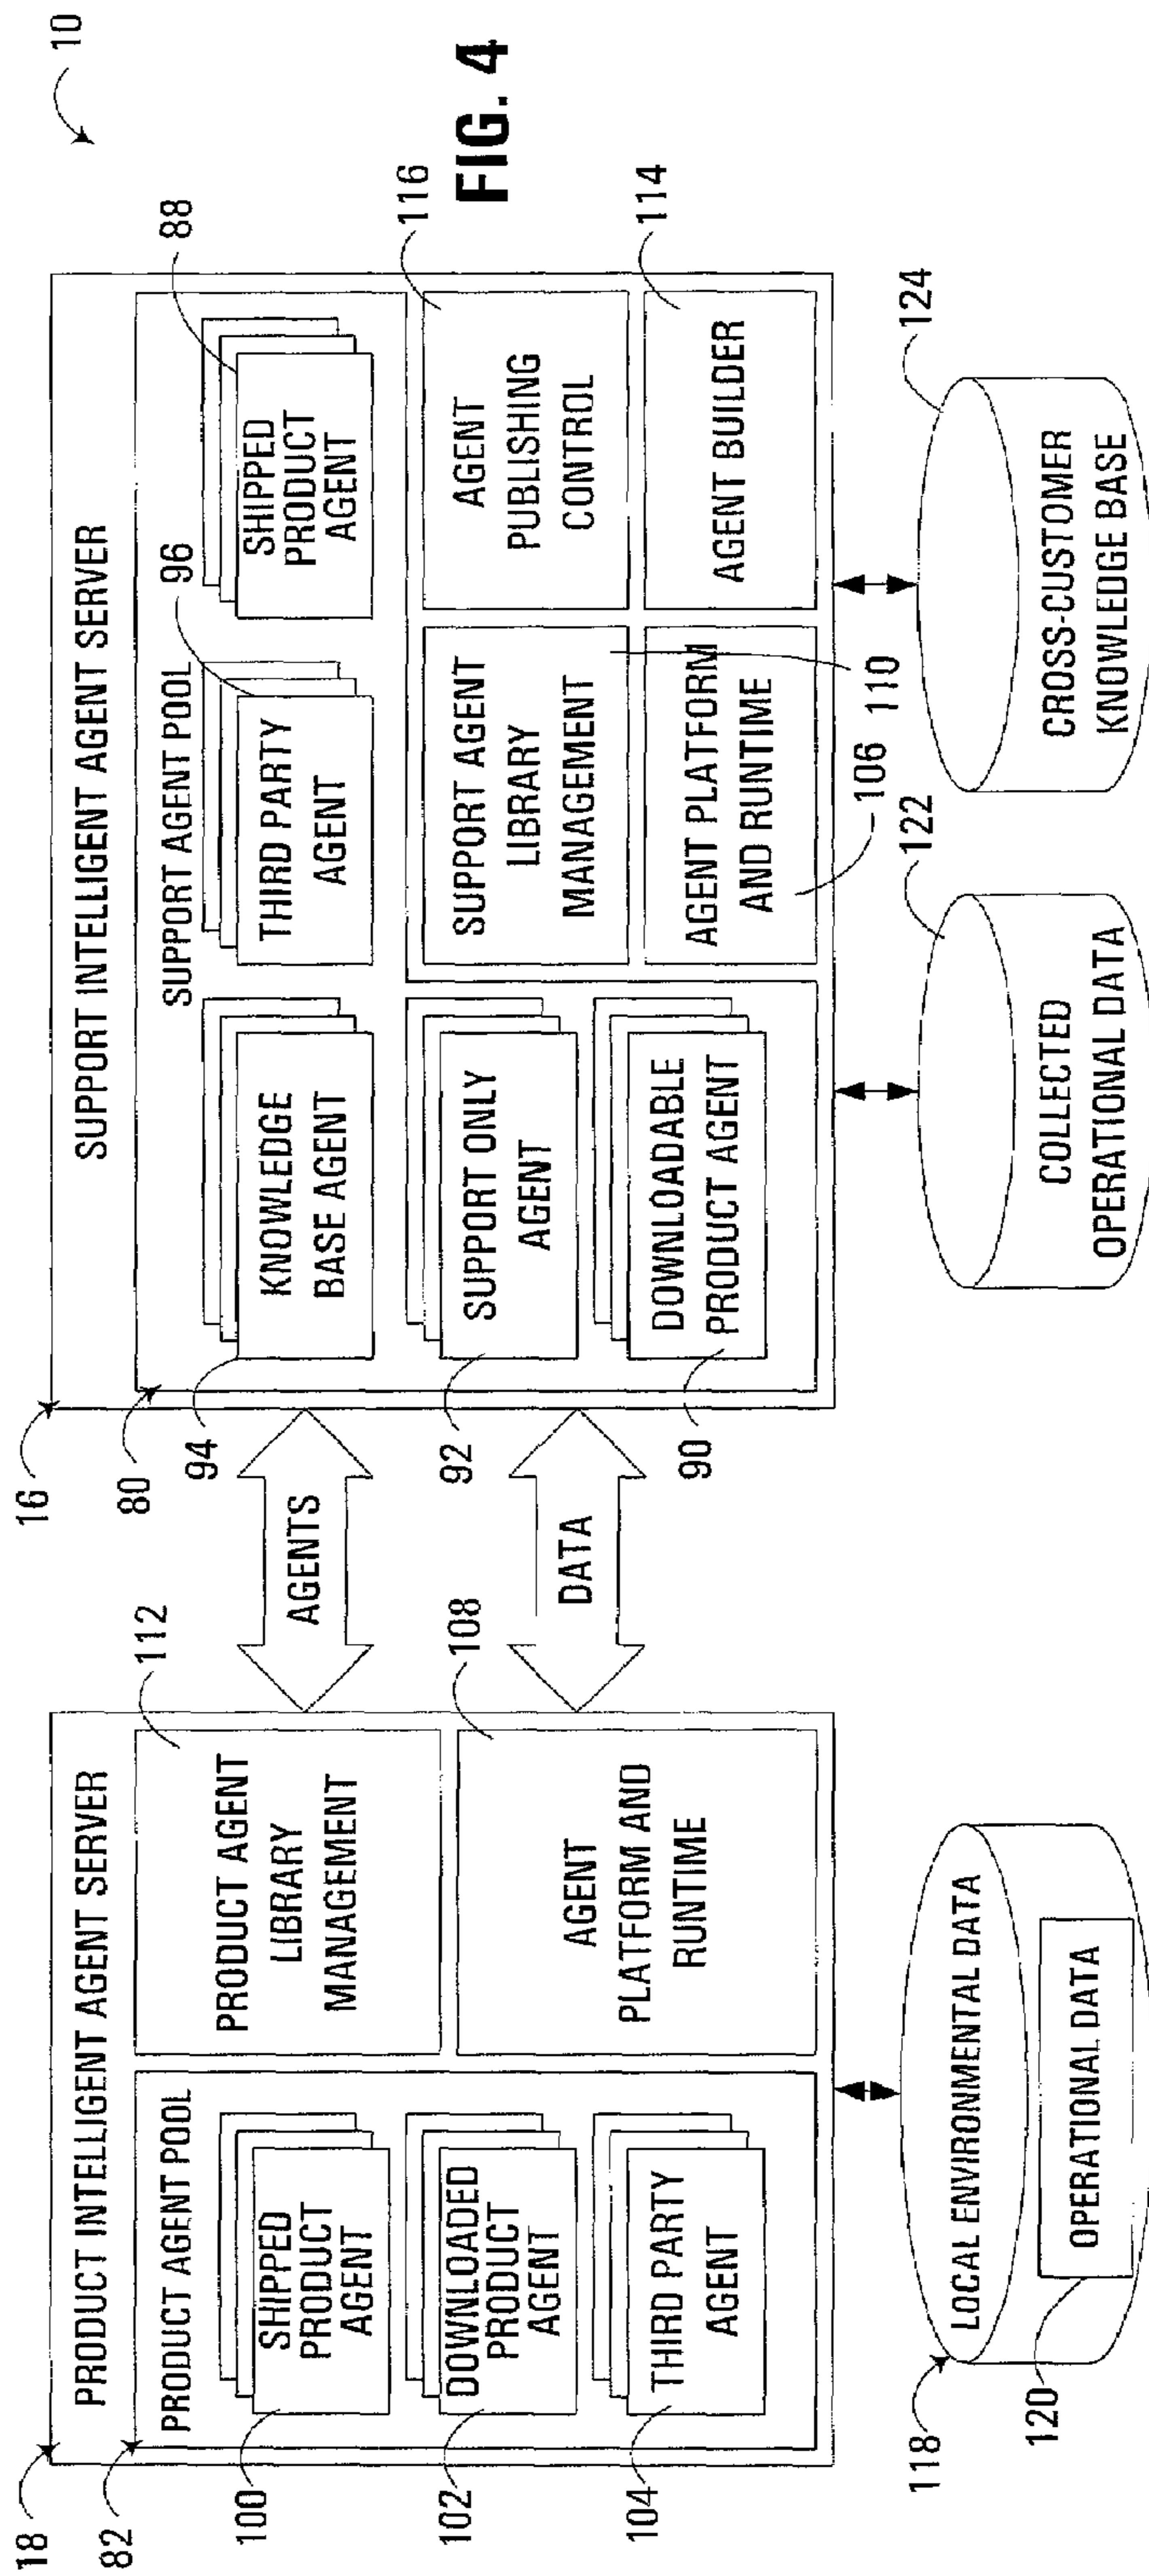 10
18
PRODUCT INTELLIGENT AGENT SERVER
82
PRODUCT AGENT POOL
100
SHIPPED
PRODUCT
AGENT
102
DOWNLOADED
PRODUCT
AGENT
104
THIRD PARTY
AGENT
112
PRODUCT AGENT
LIBRARY
MANAGEMENT
108
AGENT
PLATFORM AND
RUNTIME
118
LOCAL ENVIRONMENTAL DATA
120
OPERATIONAL DATA
AGENTS
DATA
16
SUPPORT INTELLIGENT AGENT SERVER
80
SUPPORT AGENT POOL
94
KNOWLEDGE
BASE AGENT
96
THIRD PARTY
AGENT
88
SHIPPED
PRODUCT
AGENT
92
SUPPORT ONLY
AGENT
90
DOWNLOADABLE
PRODUCT AGENT
SUPPORT AGENT
LIBRARY
MANAGEMENT
110
116
AGENT
PUBLISHING
CONTROL
AGENT PLATFORM
AND RUNTIME
106
114
AGENT BUILDER
122
COLLECTED
OPERATIONAL DATA
124
CROSS-CUSTOMER
KNOWLEDGE BASE
FIG. 4